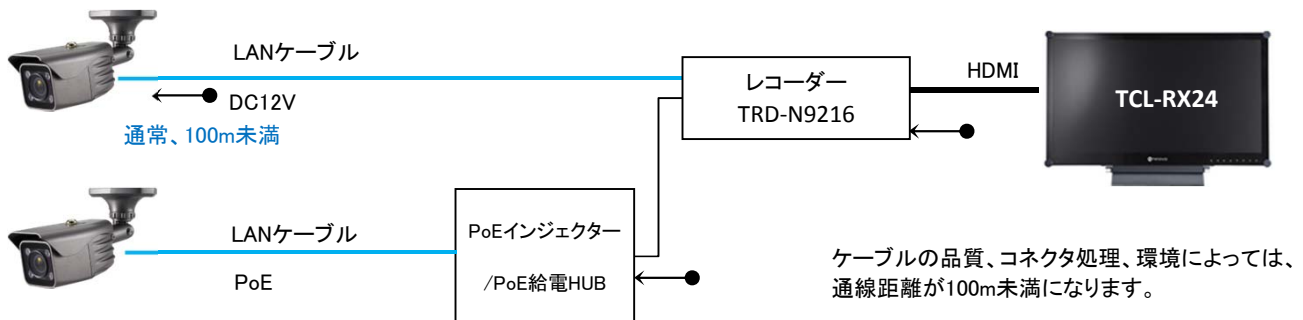 LANケーブル
DC12V
通常、100m未満
レコーダー
TRD-N9216
HDMI
TCL-RX24
LANケーブル
PoE
PoEインジェクター
/PoE給電HUB
ケーブルの品質、コネクタ処理、環境によっては、
通線距離が100m未満になります。